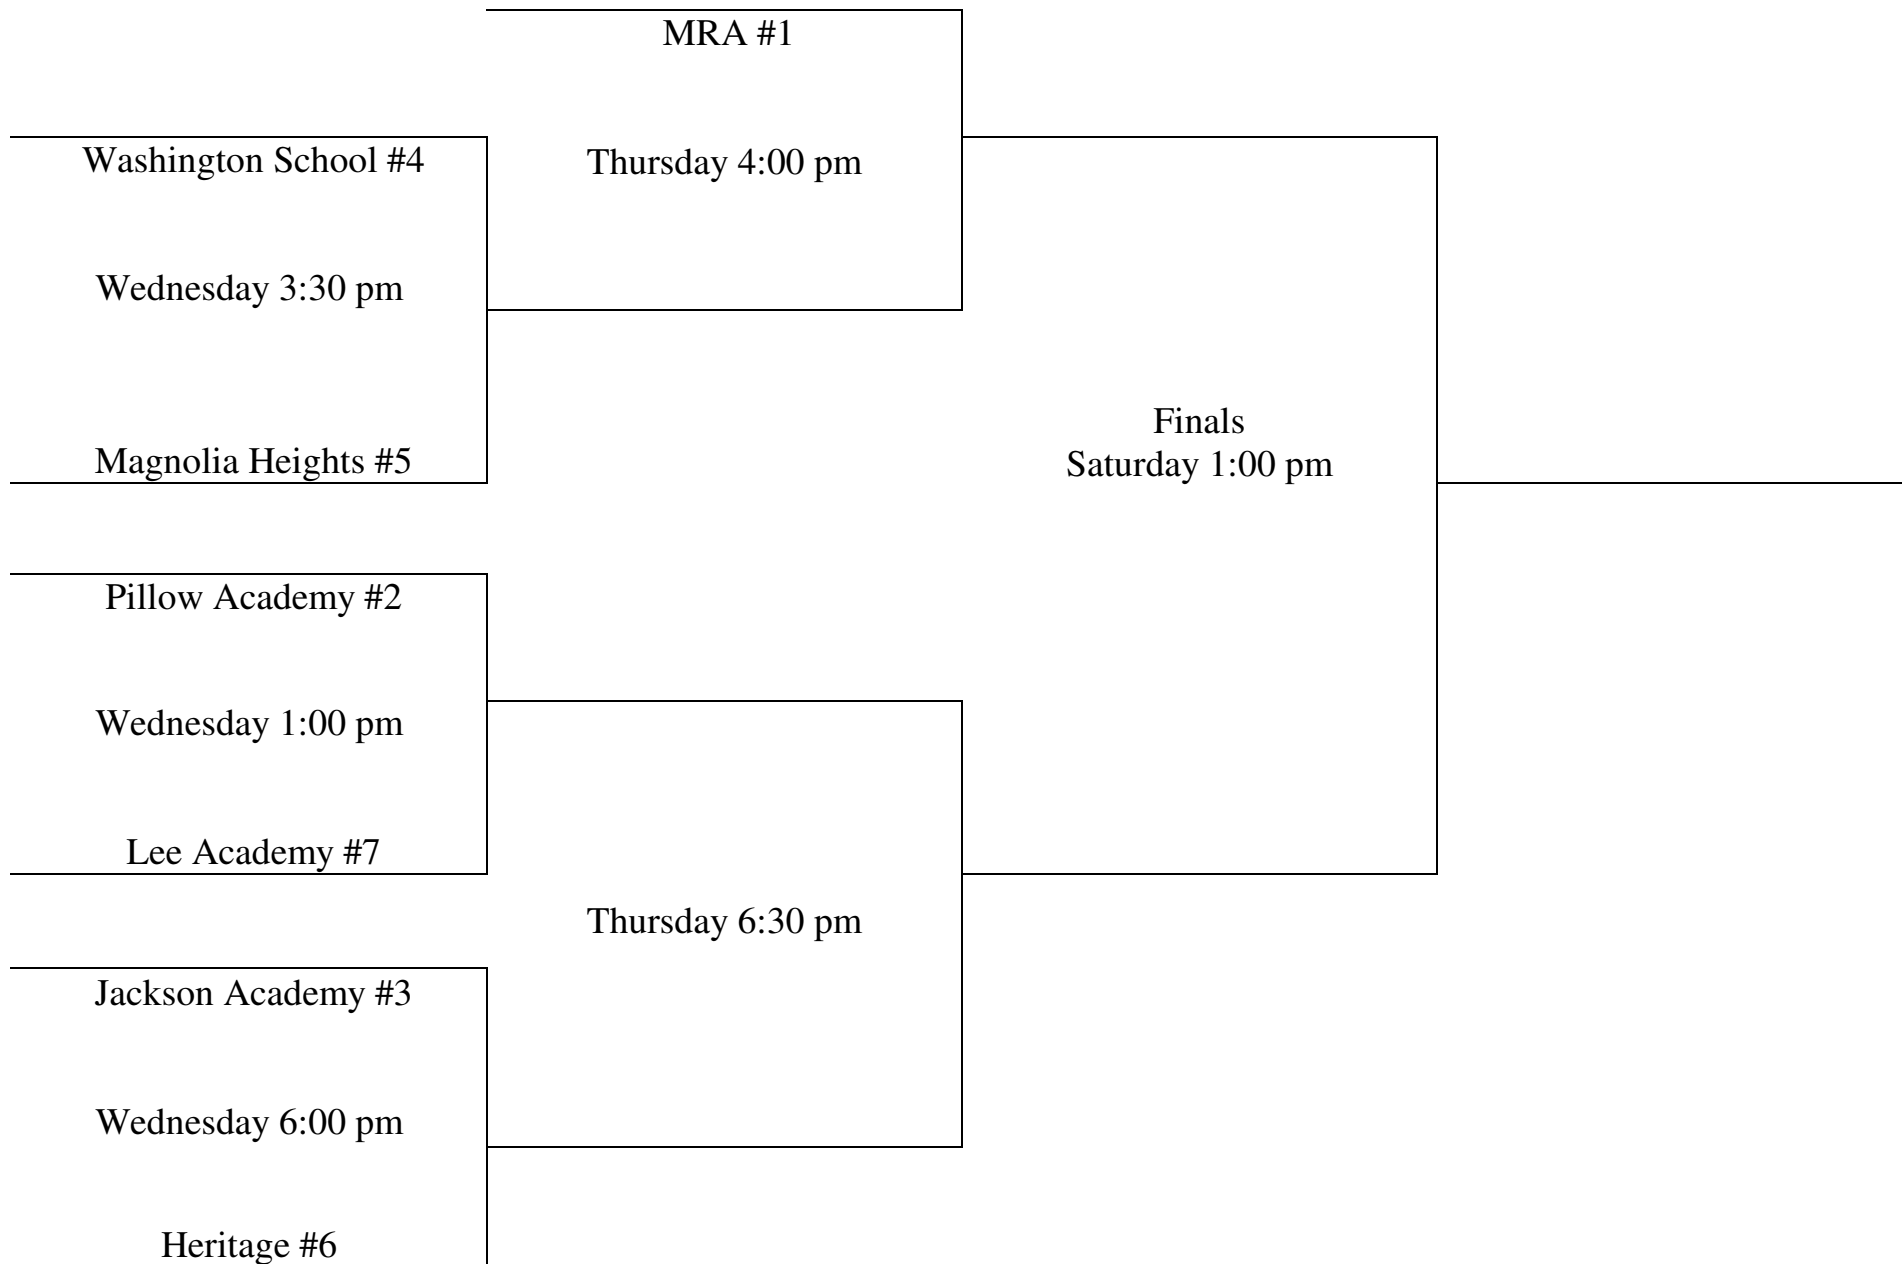 MRA #1
Washington School #4
Thursday 4:00 pm
Wednesday 3:30 pm
Magnolia Heights #5
Finals
Saturday 1:00 pm
Pillow Academy #2
Wednesday 1:00 pm
Lee Academy #7
Thursday 6:30 pm
Jackson Academy #3
Wednesday 6:00 pm
Heritage #6